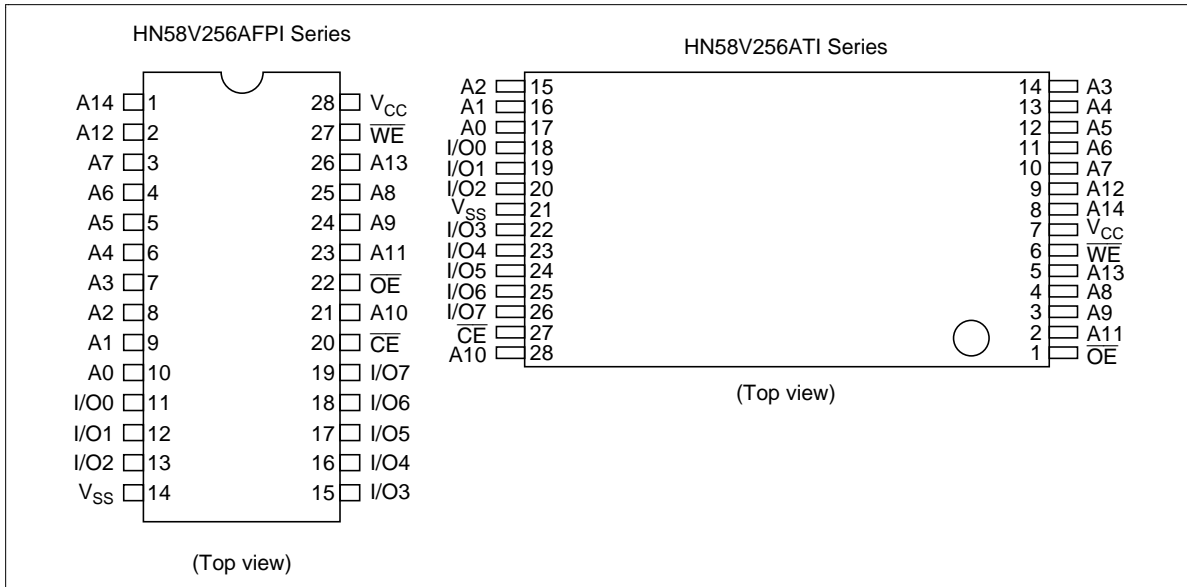 HN58V256AFPI Series
A14 1 28 VCC
A12 2 27 WE
A7 3 26 A13
A6 4 25 A8
A5 5 24 A9
A4 6 23 A11
A3 7 22 OE
A2 8 21 A10
A1 9 20 CE
A0 10 19 I/O7
I/O0 11 18 I/O6
I/O1 12 17 I/O5
I/O2 13 16 I/O4
VSS 14 15 I/O3
(Top view)
HN58V256ATI Series
A2 15 14 A3
A1 16 13 A4
A0 17 12 A5
I/O0 18 11 A6
I/O1 19 10 A7
I/O2 20 9 A12
VSS 21 8 A14
I/O3 22 7 VCC
I/O4 23 6 WE
I/O5 24 5 A13
I/O6 25 4 A8
I/O7 26 3 A9
CE 27 2 A11
A10 28 1 OE
(Top view)